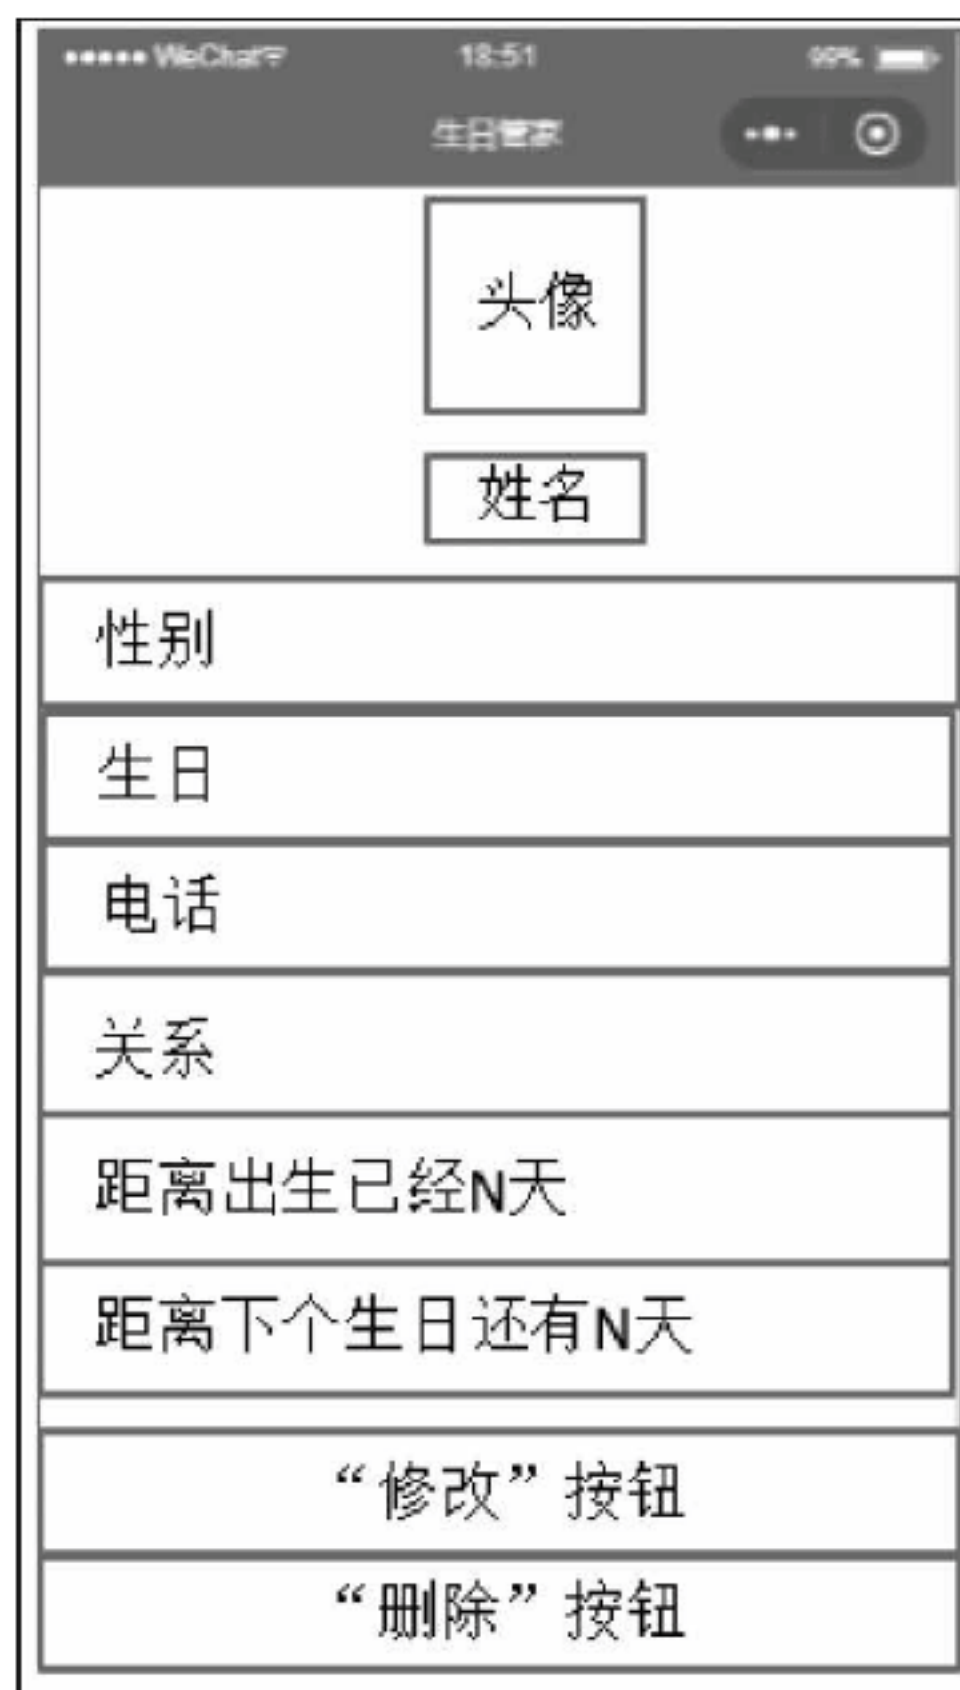 ●●●●● WeChat 18:51 99%
生日管家
头像
姓名
性别
生日
电话
关系
距离出生已经N天
距离下个生日还有N天
“修改”按钮
“删除”按钮